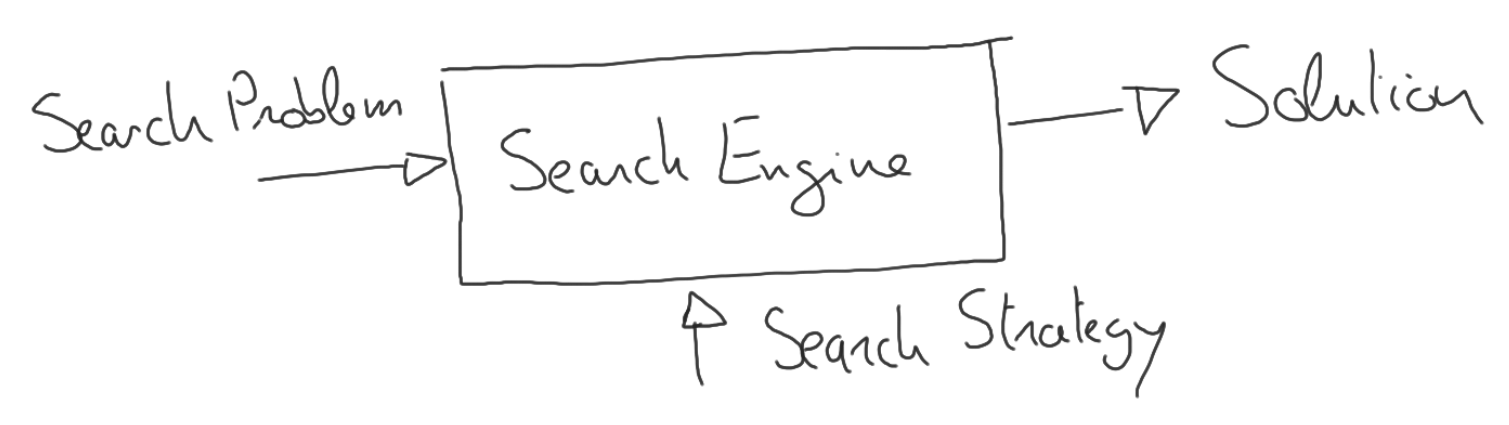 Search Problem
Search Engine
Solution
Search Strategy